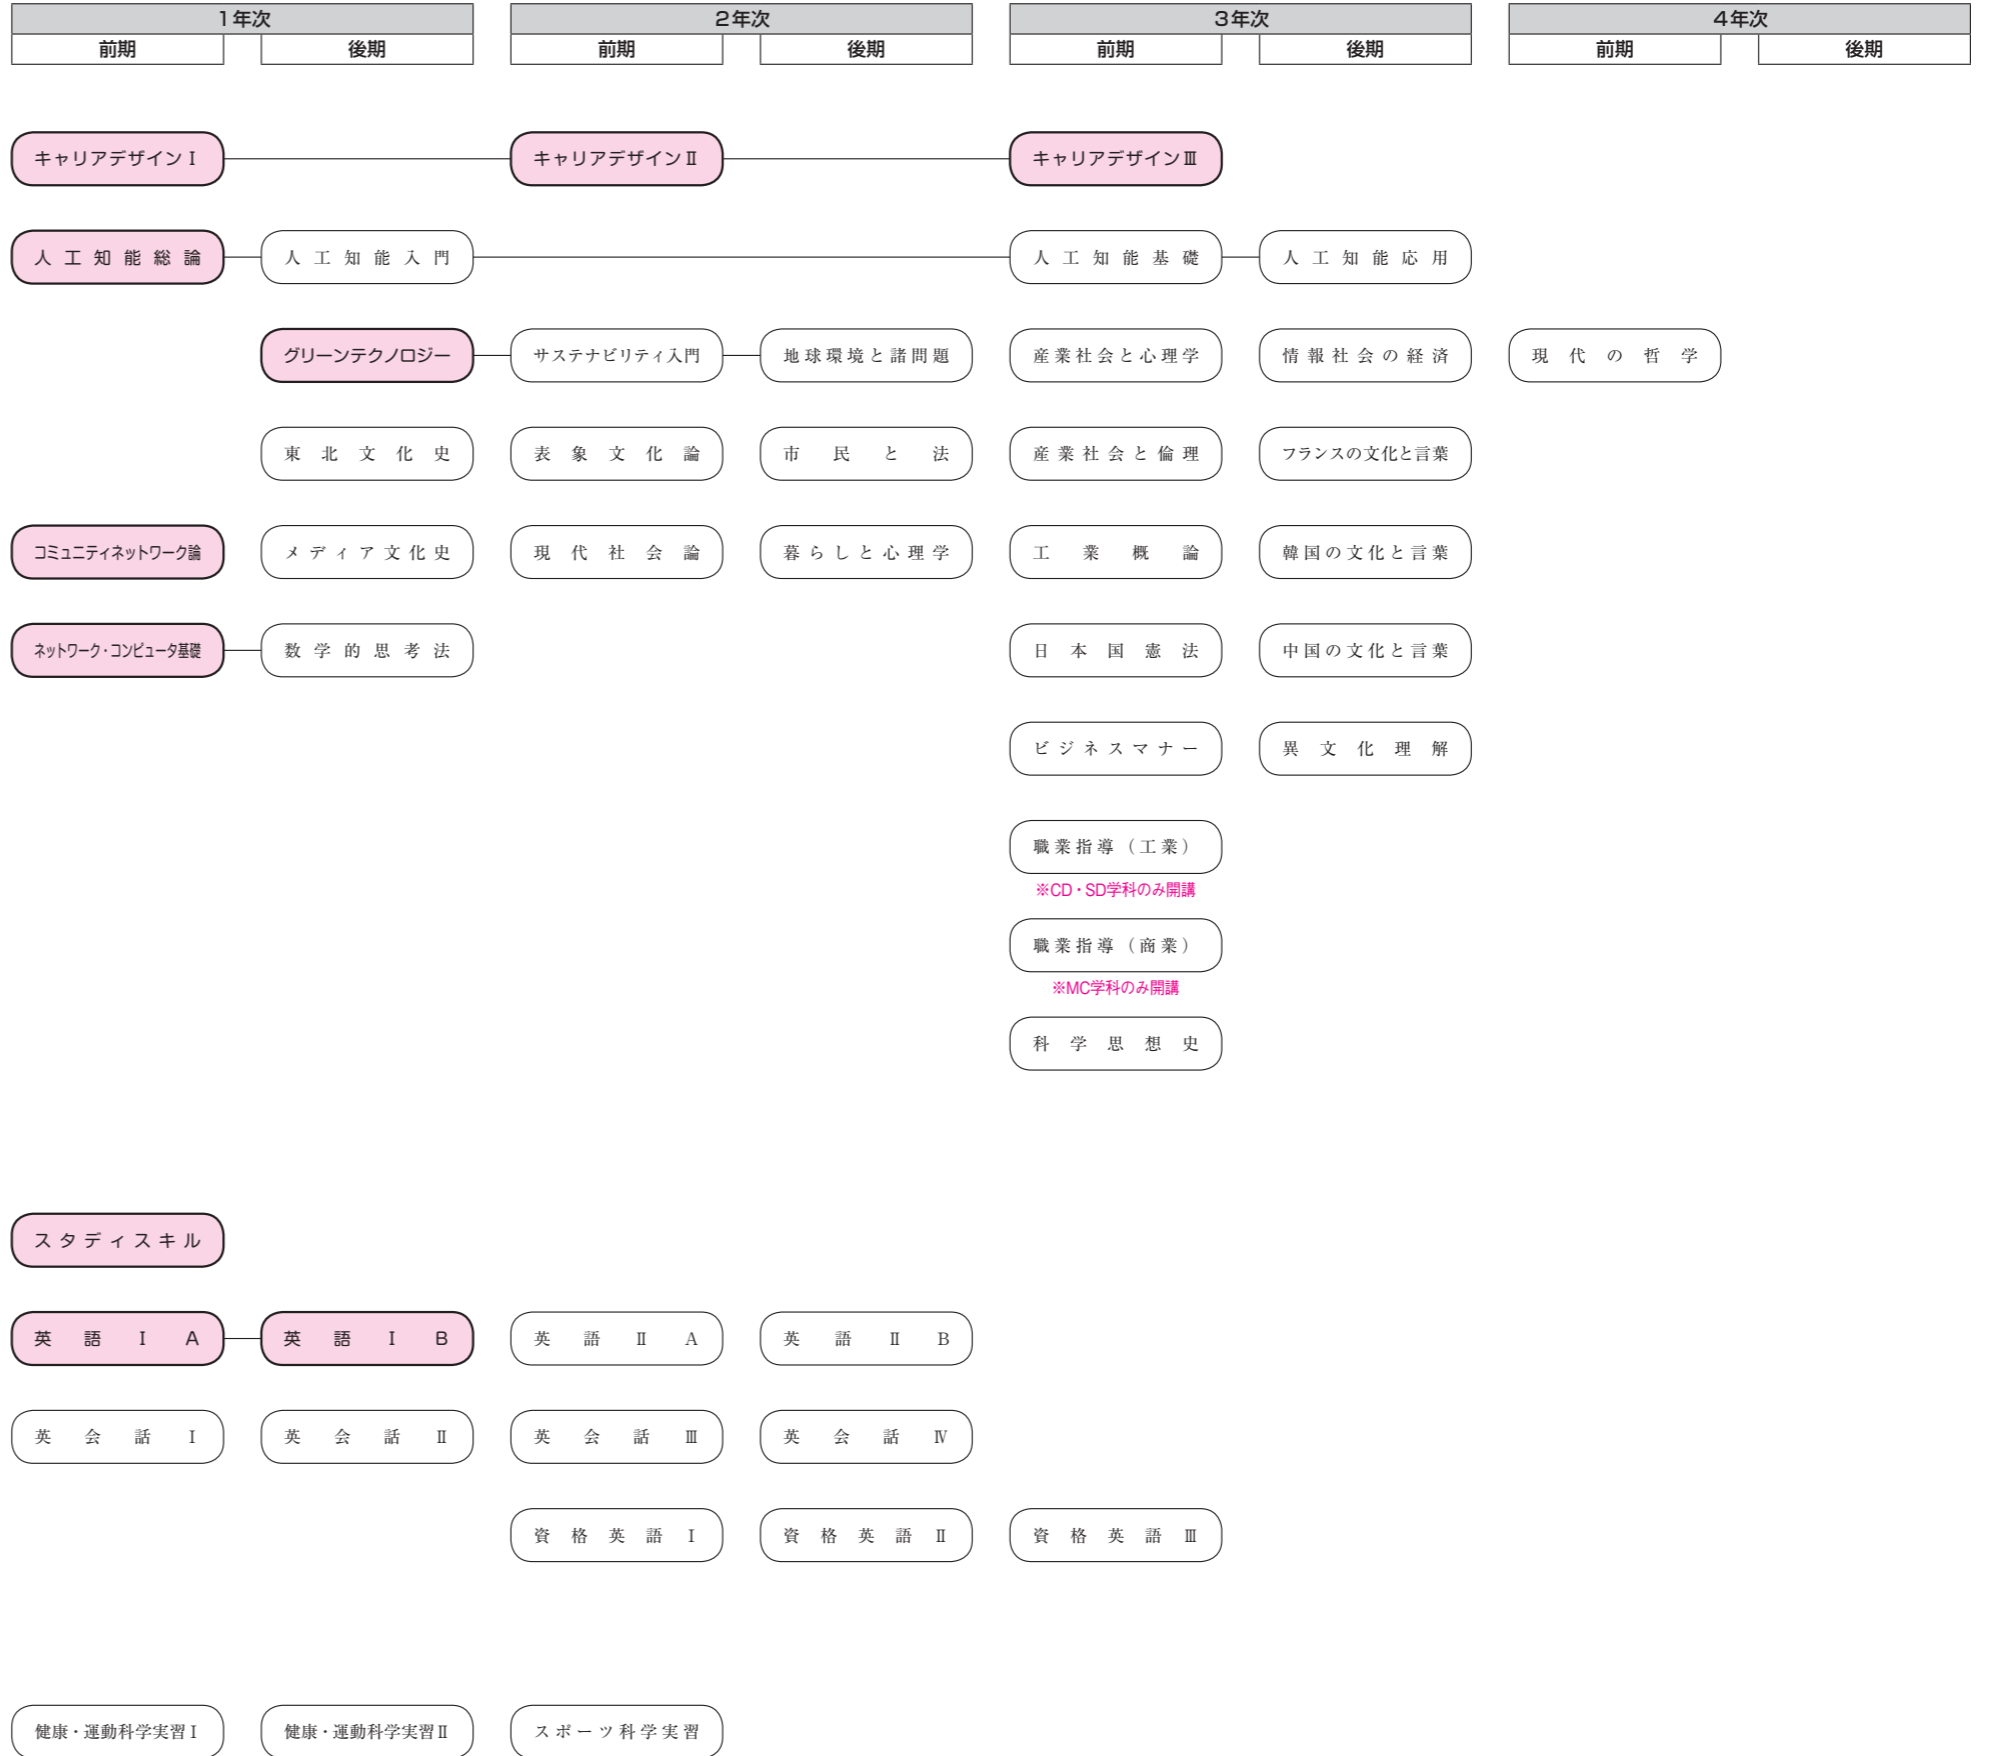 1年次 2年次 3年次 4年次
前期 後期 前期 後期 前期 後期 前期 後期
キャリアデザインⅠ キャリアデザインⅡ キャリアデザインⅢ
人工知能総論 人工知能入門 人工知能基礎 人工知能応用
グリーンテクノロジー サステナビリティ入門 地球環境と諸問題 産業社会と心理学 情報社会の経済 現代の哲学
東北文化史 表象文化論 市民と法 産業社会と倫理 フランスの文化と言葉
コミュニティネットワーク論 メディア文化史 現代社会論 暮らしと心理学 工業概論 韓国の文化と言葉
ネットワーク・コンピュータ基礎 数学的思考法 日本国憲法 中国の文化と言葉
ビジネスマナー 異文化理解
職業指導（工業）
※CD・SD学科のみ開講
職業指導（商業）
※MC学科のみ開講
科学思想史
スタディスキル
英語ⅠA 英語ⅠB 英語ⅡA 英語ⅡB
英会話Ⅰ 英会話Ⅱ 英会話Ⅲ 英会話Ⅳ
資格英語Ⅰ 資格英語Ⅱ 資格英語Ⅲ
健康・運動科学実習Ⅰ 健康・運動科学実習Ⅱ スポーツ科学実習